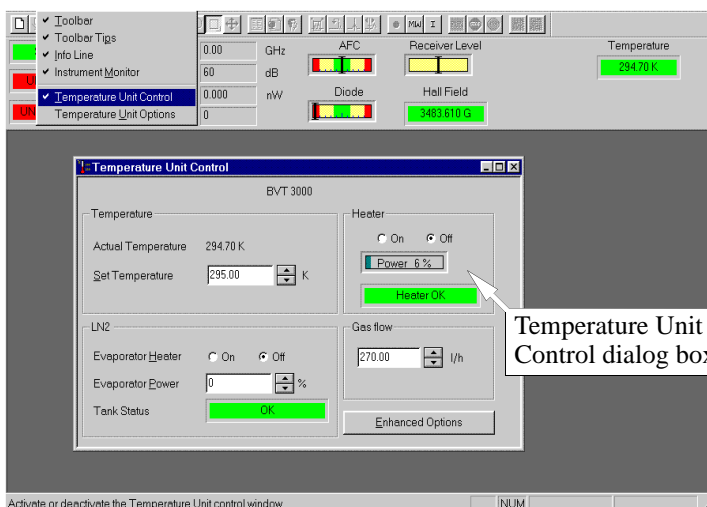 Toolbar
Toolbar Tips
Info Line
Instrument Monitor
Temperature Unit Control
Temperature Unit Options
0.00 GHz
60 dB
0.000 nW
0
MW I
AFC
Receiver Level
Temperature
294.70 K
Diode
Hall Field
3483.610 G
UN
Temperature Unit Control
BVT 3000
Temperature
Actual Temperature 294.70 K
Set Temperature 295.00 K
Heater
On Off
Power 6 %
Heater OK
LN2
Evaporator Heater On Off
Evaporator Power 0 %
Tank Status OK
Gas flow
270.00 l/h
Enhanced Options
Temperature Unit
Control dialog box
Activate or deactivate the Temperature Unit control window
NUM